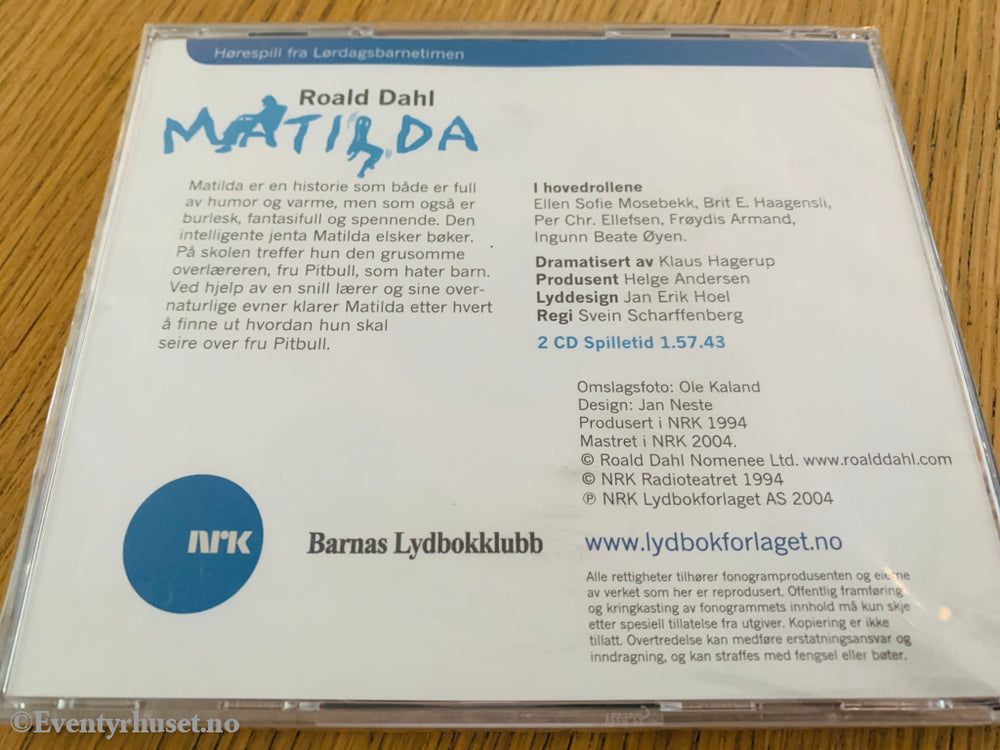 Hørespill fra Lørdagsbarnetimen
Roald Dahl
MATILDA
Matilda er en historie som både er full
av humor og varme, men som også er
burlesk, fantasifull og spennende. Den
intelligente jenta Matilda elsker bøker.
På skolen treffer hun den grusomme
overlæreren, fru Pitbull, som hater barn.
Ved hjelp av en snill lærer og sine over-
naturlige evner klarer Matilda etter hvert
å finne ut hvordan hun skal
seire over fru Pitbull.
I hovedrollene
Ellen Sofie Mosebekk, Brit E. Haagensli,
Per Chr. Ellefsen, Frøydis Armand,
Ingunn Beate Øyen.
Dramatisert av Klaus Hagerup
Produsent Helge Andersen
Lyddesign Jan Erik Hoel
Regi Svein Scharffenberg
2 CD Spilletid 1.57.43
Omslagsfoto: Ole Kaland
Design: Jan Neste
Produsert i NRK 1994
Mastret i NRK 2004.
© Roald Dahl Nomenee Ltd. www.roalddahl.com
© NRK Radioteatret 1994
℗ NRK Lydbokforlaget AS 2004
NRK
Barnas Lydbokklubb
www.lydbokforlaget.no
Alle rettigheter tilhører fonogramprodusenten og eierne
av verket som her er reprodusert. Offentlig framføring
og kringkasting av fonogrammets innhold må kun skje
etter spesiell tillatelse fra utgiver. Kopiering er ikke
tillatt. Overtredelse kan medføre erstatningsansvar og
inndragning, og kan straffes med fengsel eller bøter.
©Eventyrhuset.no